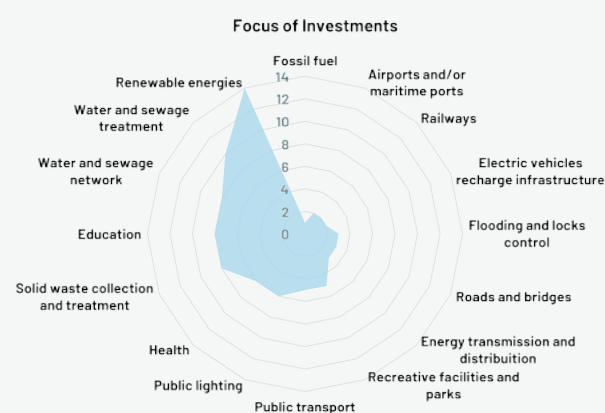 Focus of Investments
Fossil fuel
Airports and/or
maritime ports
Railways
Electric vehicles
recharge infrastructure
Flooding and locks
control
Roads and bridges
Energy transmission and
distribuition
Recreative facilities and
parks
Public transport
Public lighting
Health
Solid waste collection
and treatment
Education
Water and sewage
network
Water and sewage
treatment
Renewable energies
14
12
10
8
6
4
2
0